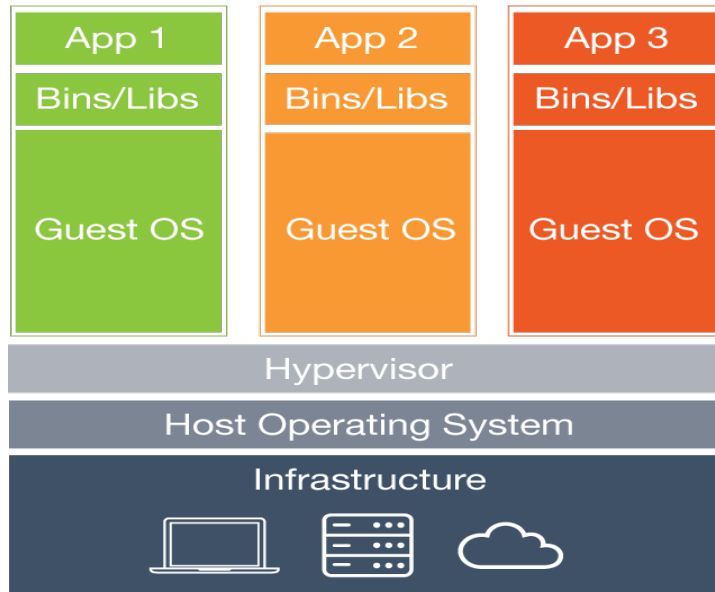 App 1
App 2
App 3
Bins/Libs
Bins/Libs
Bins/Libs
Guest OS
Guest OS
Guest OS
Hypervisor
Host Operating System
Infrastructure